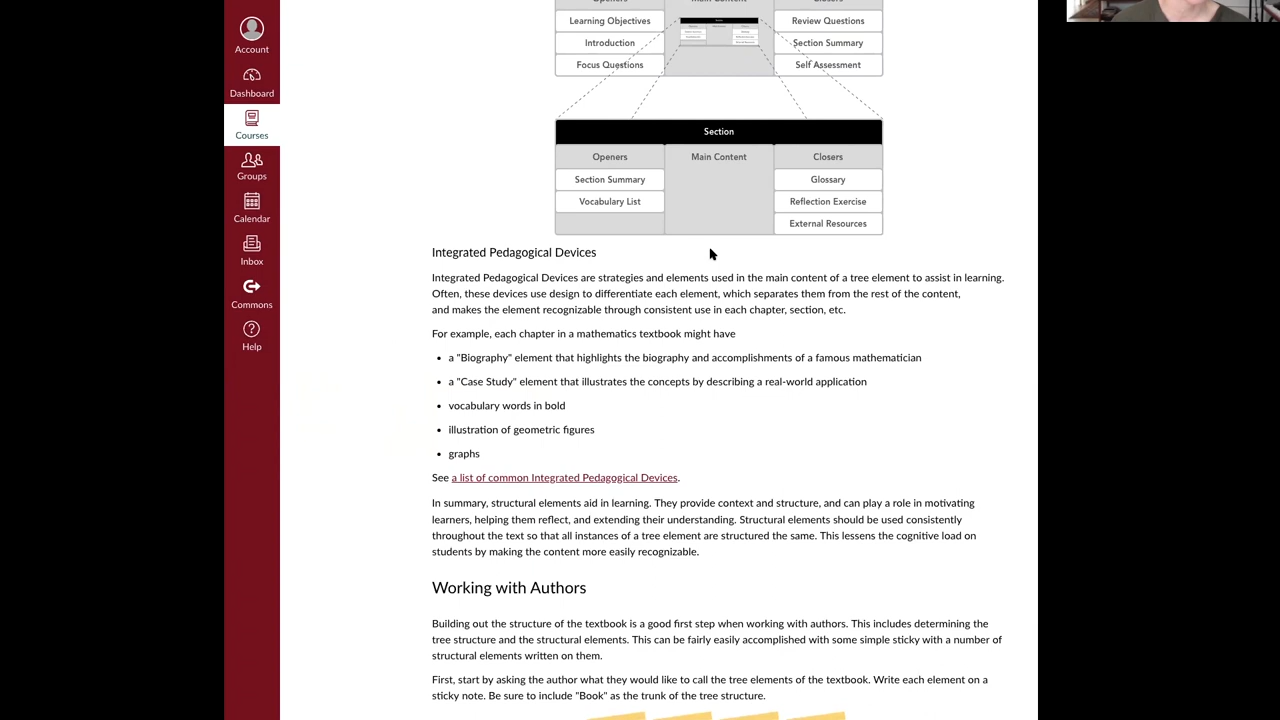 Account
Dashboard
Courses
Groups
Calendar
Inbox
Commons
Help
Openers Main Content Closers
Learning Objectives Review Questions
Introduction Section Summary
Focus Questions Self Assessment
Section
Openers Main Content Closers
Section Summary Glossary
Vocabulary List Reflection Exercise
External Resources
Integrated Pedagogical Devices
Integrated Pedagogical Devices are strategies and elements used in the main content of a tree element to assist in learning.
Often, these devices use design to differentiate each element, which separates them from the rest of the content,
and makes the element recognizable through consistent use in each chapter, section, etc.
For example, each chapter in a mathematics textbook might have
• a "Biography" element that highlights the biography and accomplishments of a famous mathematician
• a "Case Study" element that illustrates the concepts by describing a real-world application
• vocabulary words in bold
• illustration of geometric figures
• graphs
See a list of common Integrated Pedagogical Devices.
In summary, structural elements aid in learning. They provide context and structure, and can play a role in motivating
learners, helping them reflect, and extending their understanding. Structural elements should be used consistently
throughout the text so that all instances of a tree element are structured the same. This lessens the cognitive load on
students by making the content more easily recognizable.
Working with Authors
Building out the structure of the textbook is a good first step when working with authors. This includes determining the
tree structure and the structural elements. This can be fairly easily accomplished with some simple sticky with a number of
structural elements written on them.
First, start by asking the author what they would like to call the tree elements of the textbook. Write each element on a
sticky note. Be sure to include "Book" as the trunk of the tree structure.